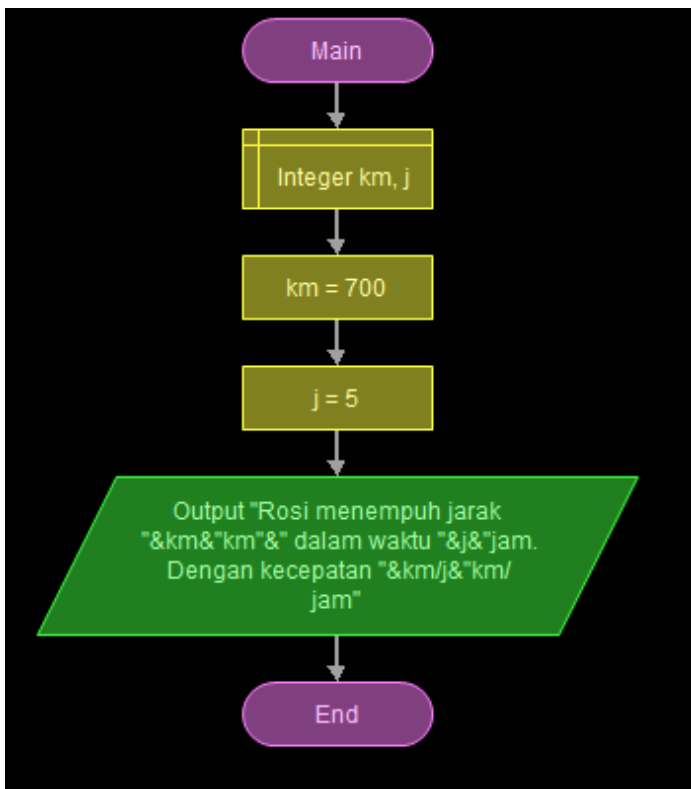 Main
Integer km, j
km = 700
j = 5
Output "Rosi menempuh jarak
"&km&"km"&" dalam waktu "&j&"jam.
Dengan kecepatan "&km/j&"km/
jam"
End